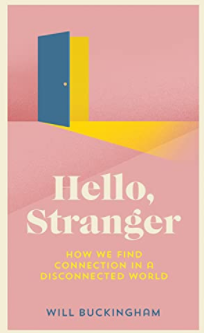 Hello,
Stranger
HOW WE FIND
CONNECTION IN A
DISCONNECTED WORLD
WILL BUCKINGHAM